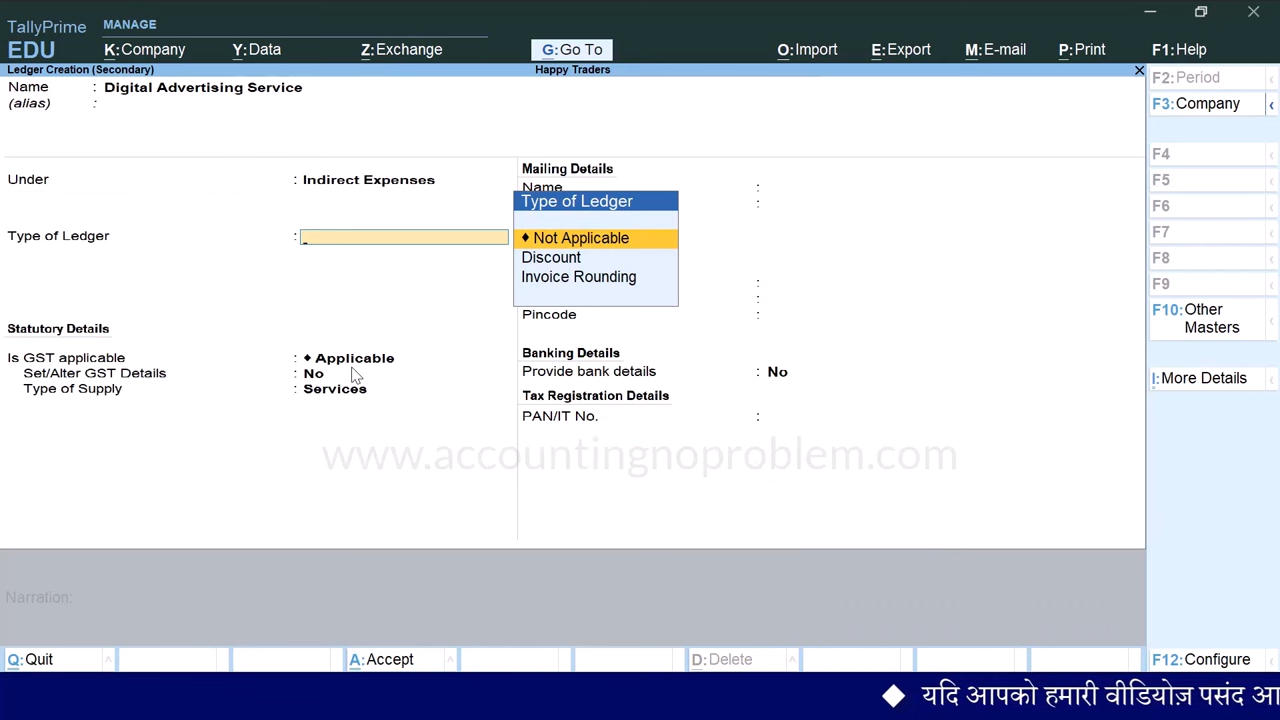 TallyPrime
EDU
MANAGE
K:Company
Y:Data
Z:Exchange
G:Go To
O:Import
E:Export
M:E-mail
P:Print
F1:Help
Ledger Creation (Secondary)
Happy Traders
Name : Digital Advertising Service
(alias) :
Under : Indirect Expenses
Type of Ledger :
Statutory Details
Is GST applicable : ♦ Applicable
Set/Alter GST Details : No
Type of Supply : Services
Mailing Details
Name :
:
Type of Ledger
♦ Not Applicable
Discount
Invoice Rounding
:
:
Pincode :
Banking Details
Provide bank details : No
Tax Registration Details
PAN/IT No. :
www.accountingnoproblem.com
Narration:
F2:Period
F3:Company
F4
F5
F6
F7
F8
F9
F10:Other
Masters
I:More Details
Q:Quit
A:Accept
D:Delete
F12:Configure
◆ यदि आपको हमारी वीडियोज़ पसंद आ